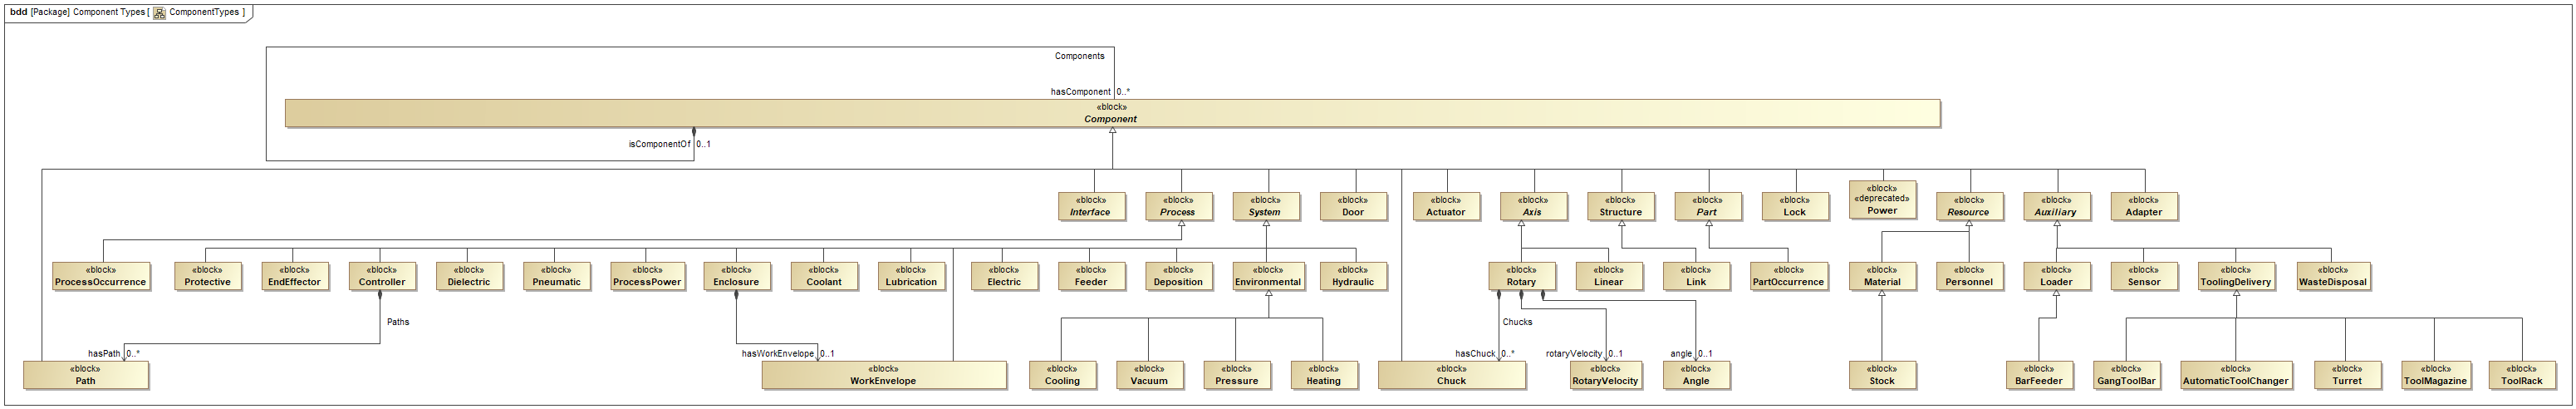 bdd [Package] Component Types [ ComponentTypes ]
Components
hasComponent 0..*
«block»
Component
isComponentOf 0..1
«block»
Interface
«block»
Process
«block»
System
«block»
Door
«block»
Actuator
«block»
Axis
«block»
Structure
«block»
Part
«block»
Lock
«block»
«deprecated»
Power
«block»
Resource
«block»
Auxiliary
«block»
Adapter
«block»
ProcessOccurrence
«block»
Protective
«block»
EndEffector
«block»
Controller
«block»
Dielectric
«block»
Pneumatic
«block»
ProcessPower
«block»
Enclosure
«block»
Coolant
«block»
Lubrication
«block»
Electric
«block»
Feeder
«block»
Deposition
«block»
Environmental
«block»
Hydraulic
«block»
Rotary
«block»
Linear
«block»
Link
«block»
PartOccurrence
«block»
Material
«block»
Personnel
«block»
Loader
«block»
Sensor
«block»
ToolingDelivery
«block»
WasteDisposal
Paths
Chucks
hasPath 0..*
hasWorkEnvelope 0..1
hasChuck 0..*
rotaryVelocity 0..1
angle 0..1
«block»
Path
«block»
WorkEnvelope
«block»
Cooling
«block»
Vacuum
«block»
Pressure
«block»
Heating
«block»
Chuck
«block»
RotaryVelocity
«block»
Angle
«block»
Stock
«block»
BarFeeder
«block»
GangToolBar
«block»
AutomaticToolChanger
«block»
Turret
«block»
ToolMagazine
«block»
ToolRack